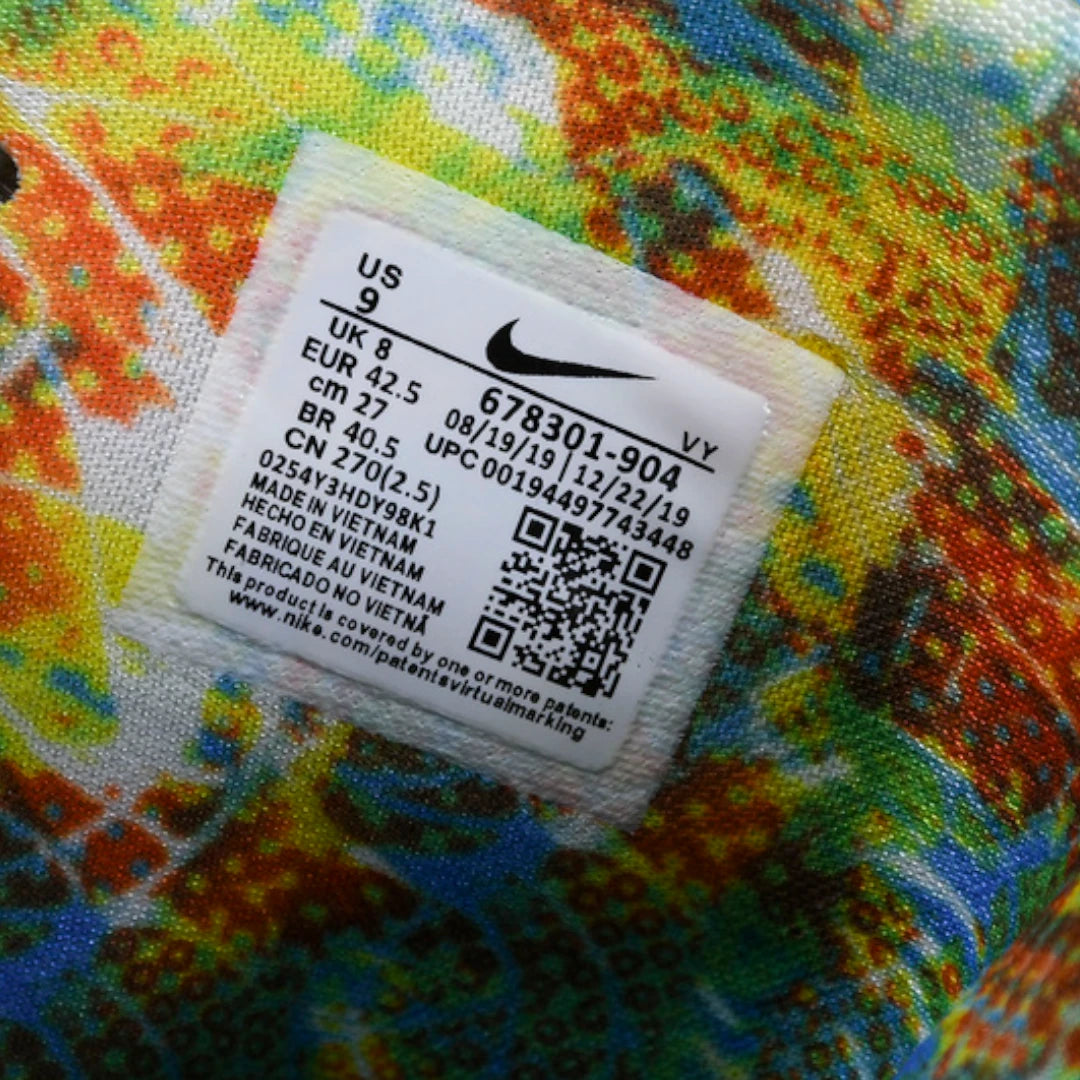 US
9
VY
UK 8
EUR 42.5
cm 27
BR 40.5
CN 270(2.5)
678301-904
08/19/19 | 12/22/19
UPC 00194497743448
0254Y3HDY98K1
MADE IN VIETNAM
HECHO EN VIETNAM
FABRIQUE AU VIETNAM
FABRICADO NO VIETNÃ
This product is covered by one or more patents:
www.nike.com/patentsvirtualmarking